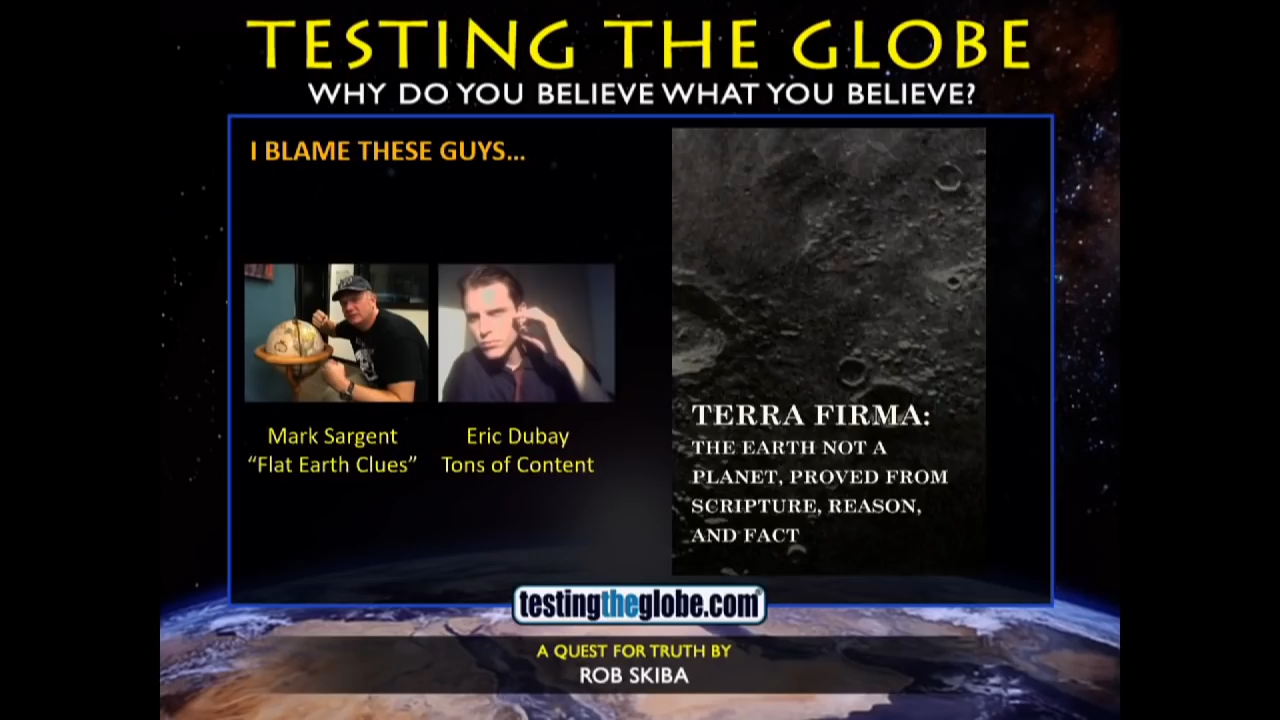 TESTING THE GLOBE
WHY DO YOU BELIEVE WHAT YOU BELIEVE?
I BLAME THESE GUYS...
Mark Sargent
“Flat Earth Clues”
Eric Dubay
Tons of Content
TERRA FIRMA:
THE EARTH NOT A
PLANET, PROVED FROM
SCRIPTURE, REASON,
AND FACT
testingtheglobe.com
A QUEST FOR TRUTH BY
ROB SKIBA